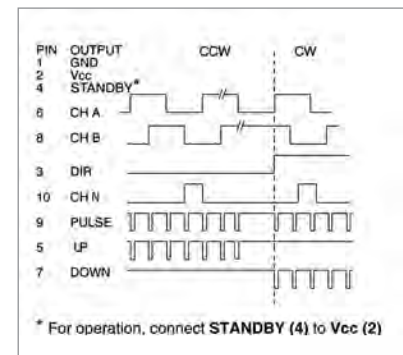 PIN OUTPUT CCW CW
1 GND
2 Vcc
4 STANDBY*
6 CH A
8 CH B
3 DIR
10 CH N
9 PULSE
5 UP
7 DOWN
* For operation, connect STANDBY (4) to Vcc (2)